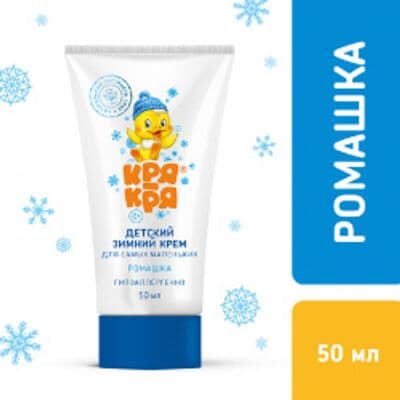 КРЯ
КРЯ
0+
ДЕТСКИЙ
ЗИМНИЙ КРЕМ
ДЛЯ САМЫХ МАЛЕНЬКИХ
РОМАШКА
ГИПОАЛЛЕРГЕННО
50 мл
РОМАШКА
50 мл